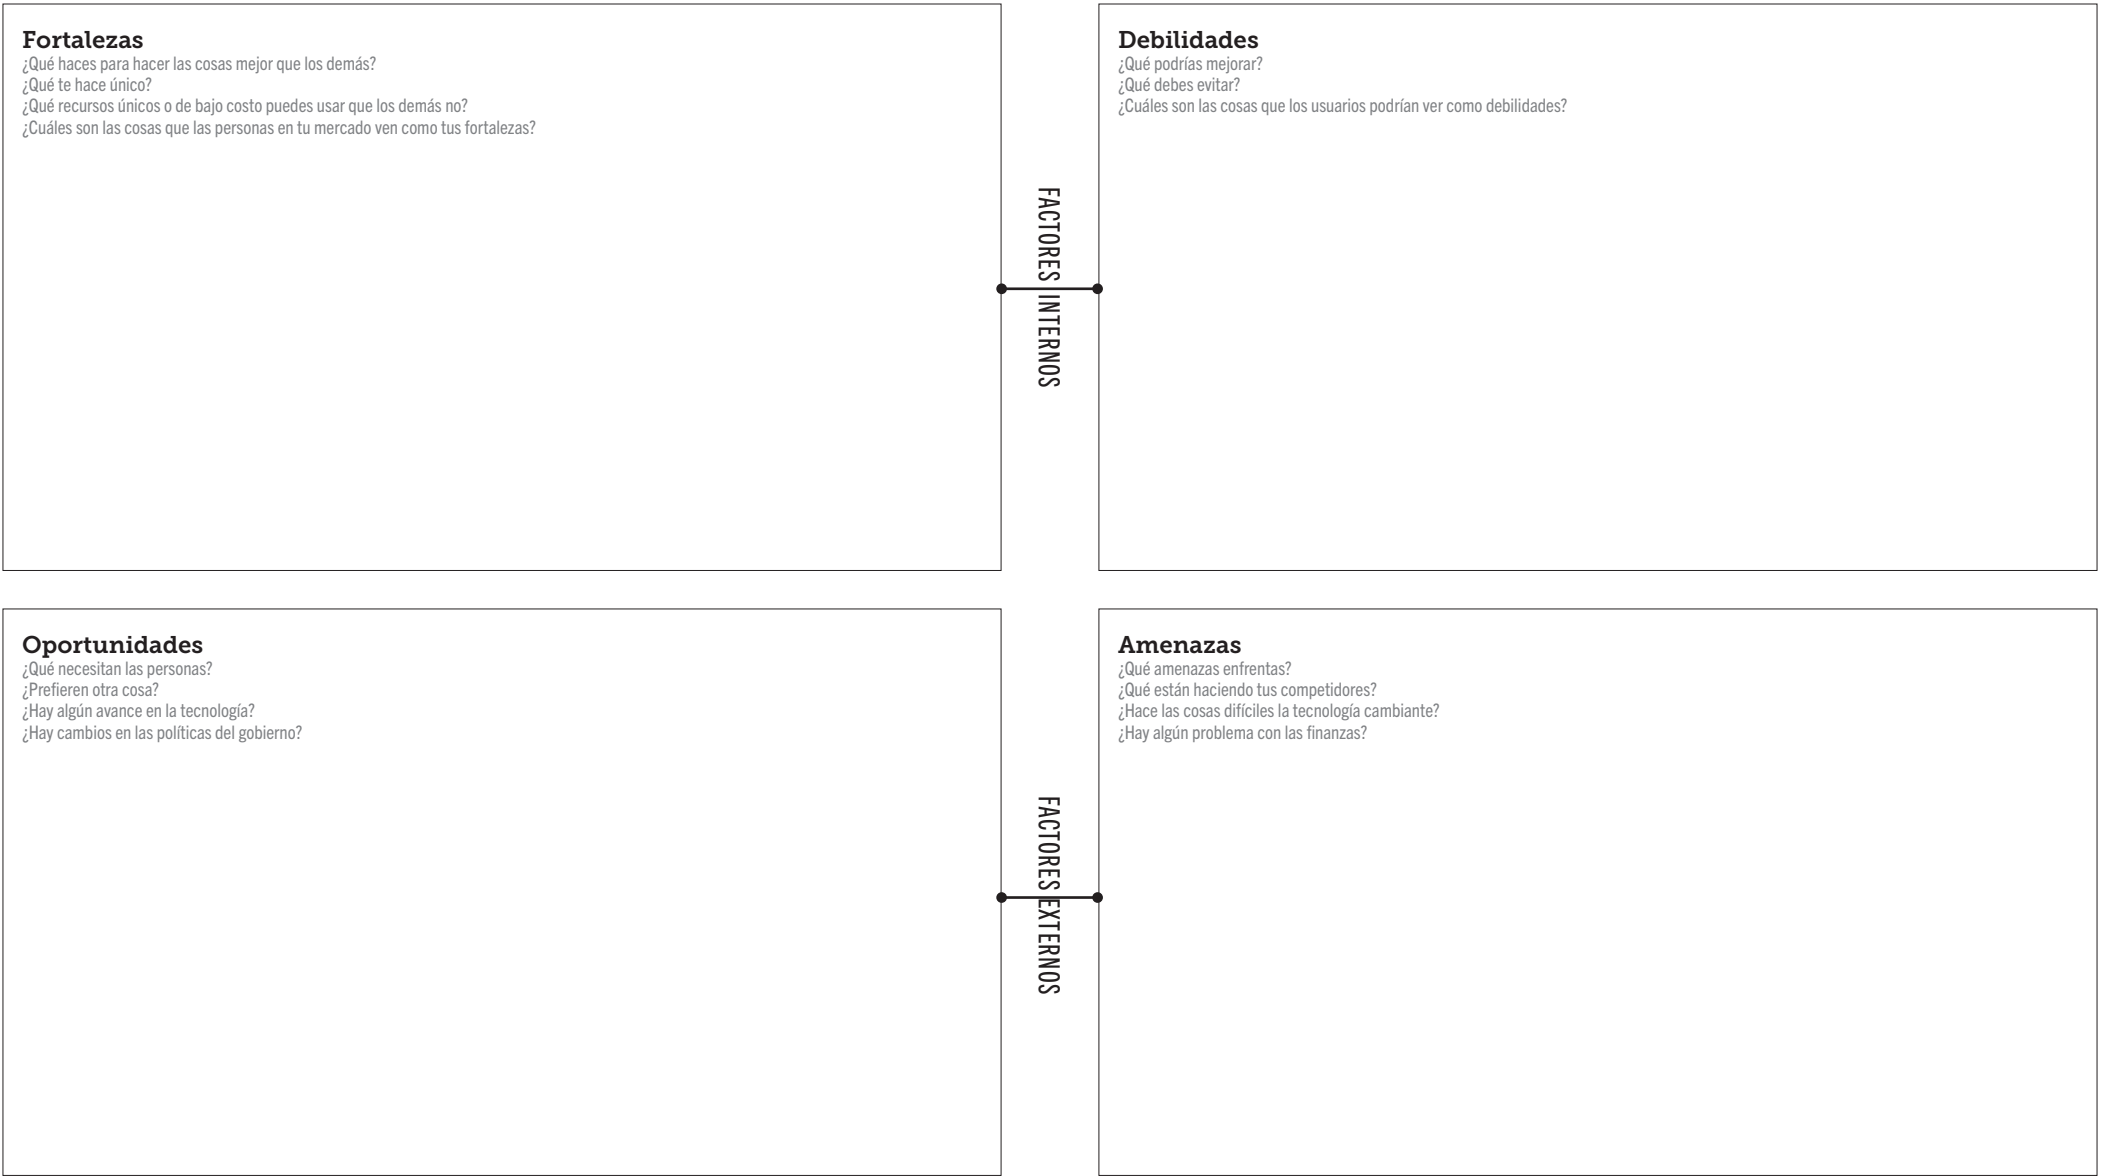 Fortalezas
¿Qué haces para hacer las cosas mejor que los demás?
¿Qué te hace único?
¿Qué recursos únicos o de bajo costo puedes usar que los demás no?
¿Cuáles son las cosas que las personas en tu mercado ven como tus fortalezas?
FACTORES INTERNOS
Debilidades
¿Qué podrías mejorar?
¿Qué debes evitar?
¿Cuáles son las cosas que los usuarios podrían ver como debilidades?
Oportunidades
¿Qué necesitan las personas?
¿Prefieren otra cosa?
¿Hay algún avance en la tecnología?
¿Hay cambios en las políticas del gobierno?
FACTORES EXTERNOS
Amenazas
¿Qué amenazas enfrentas?
¿Qué están haciendo tus competidores?
¿Hace las cosas difíciles la tecnología cambiante?
¿Hay algún problema con las finanzas?